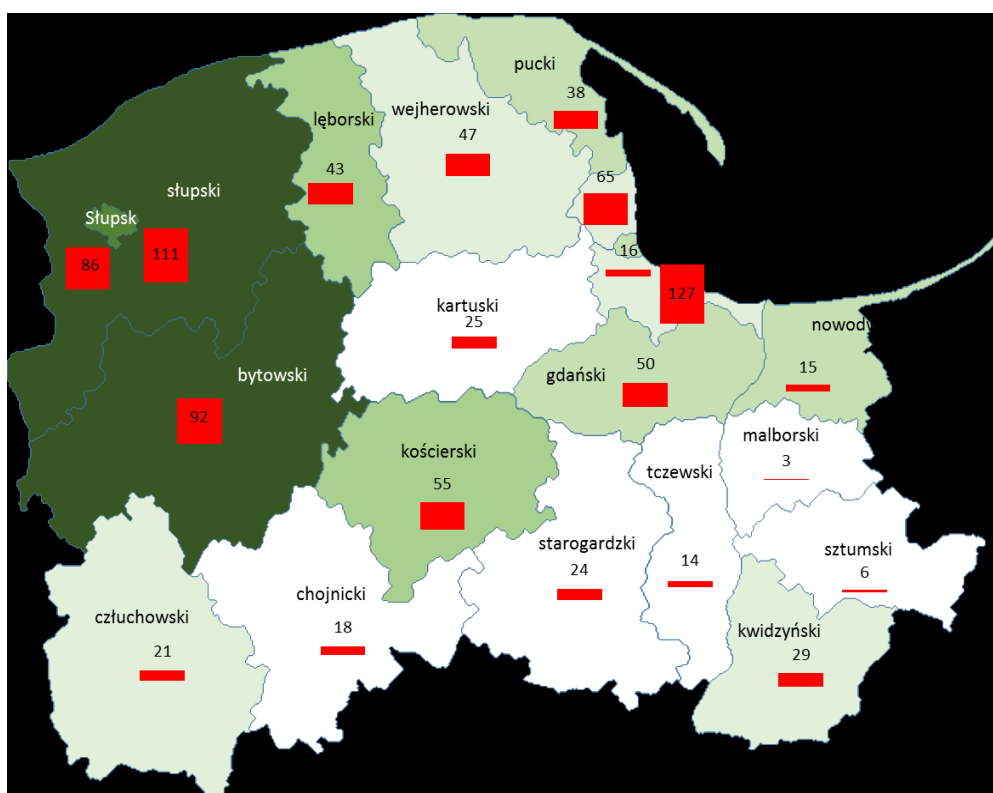 pucki
38
wejherowski
47
lęborski
43
65
słupski
Słupsk
86
111
16
127
kartuski
25
nowodw
15
bytowski
92
gdański
50
malborski
3
kościerski
55
tczewski
14
starogardzki
24
sztumski
6
chojnicki
18
człuchowski
21
kwidzyński
29